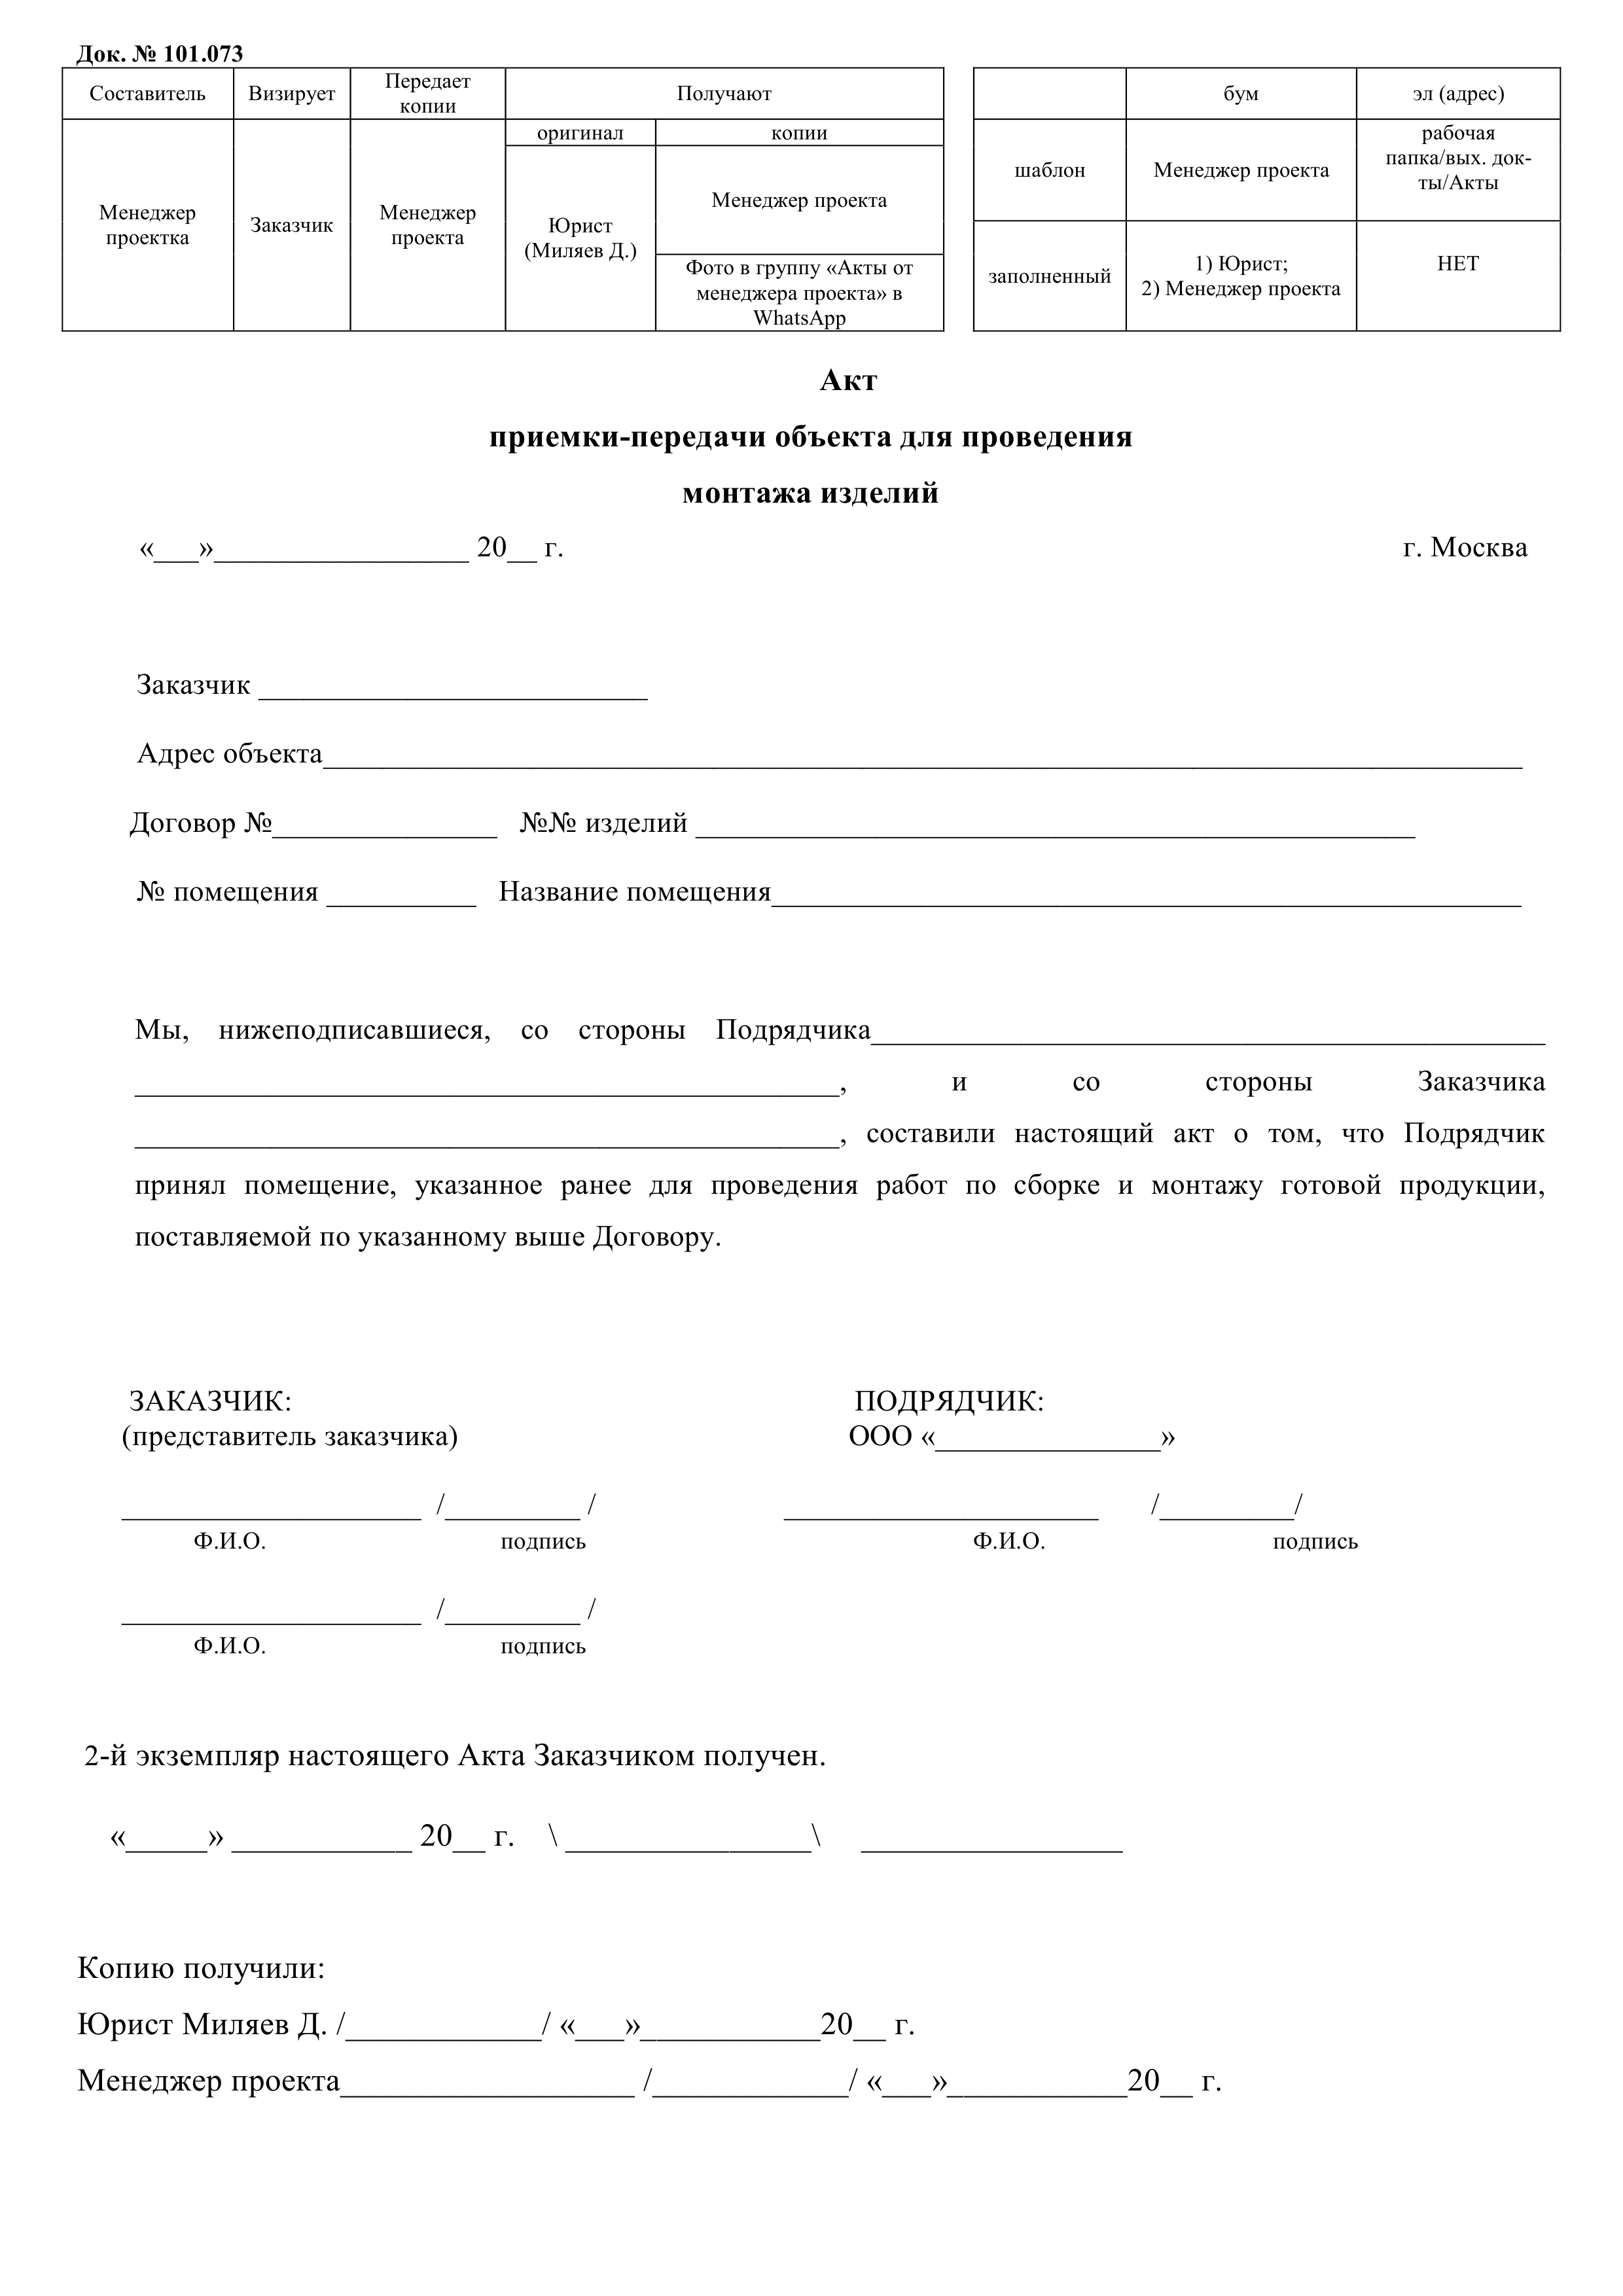 Док. № 101.073
Составитель Визирует Передает копии Получают
оригинал копии
Менеджер проектка
Заказчик
Менеджер проекта
Юрист (Миляев Д.)
Менеджер проекта
Фото в группу «Акты от менеджера проекта» в WhatsApp
бум эл (адрес)
шаблон Менеджер проекта рабочая папка/вых. док-ты/Акты
заполненный 1) Юрист; 2) Менеджер проекта НЕТ
Акт
приемки-передачи объекта для проведения
монтажа изделий
«___»_________________ 20__ г. г. Москва
Заказчик __________________________
Адрес объекта________________________________________________________________________________
Договор №_______________ №№ изделий ________________________________________________
№ помещения __________ Название помещения__________________________________________________
Мы, нижеподписавшиеся, со стороны Подрядчика_____________________________________________
_______________________________________________, и со стороны Заказчика
_______________________________________________, составили настоящий акт о том, что Подрядчик
принял помещение, указанное ранее для проведения работ по сборке и монтажу готовой продукции,
поставляемой по указанному выше Договору.
ЗАКАЗЧИК: ПОДРЯДЧИК:
(представитель заказчика) ООО «_______________»
____________________ /_________ / _____________________ /_________/
Ф.И.О. подпись Ф.И.О. подпись
____________________ /_________ /
Ф.И.О. подпись
2-й экземпляр настоящего Акта Заказчиком получен.
«_____» ___________ 20__ г. \ _______________\ ________________
Копию получили:
Юрист Миляев Д. /____________/ «___»___________20__ г.
Менеджер проекта__________________ /____________/ «___»___________20__ г.